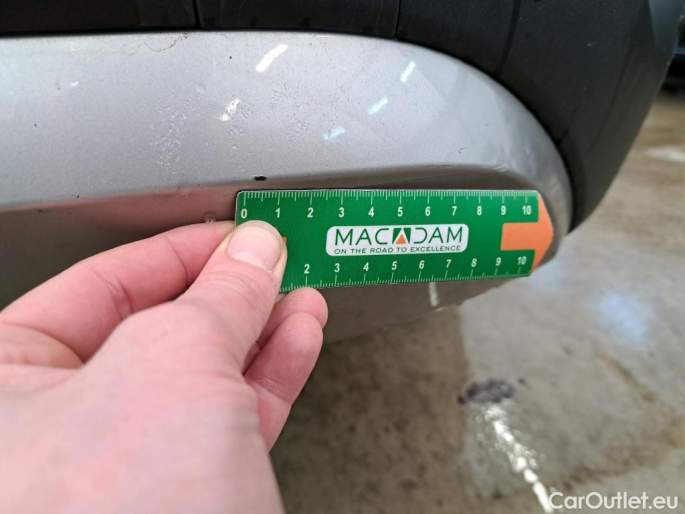 0 1 2 3 4 5 6 7 8 9 10
MACADAM
ON THE ROAD TO EXCELLENCE
2 3 4 5 6 7 8 9 10
CarOutlet.eu